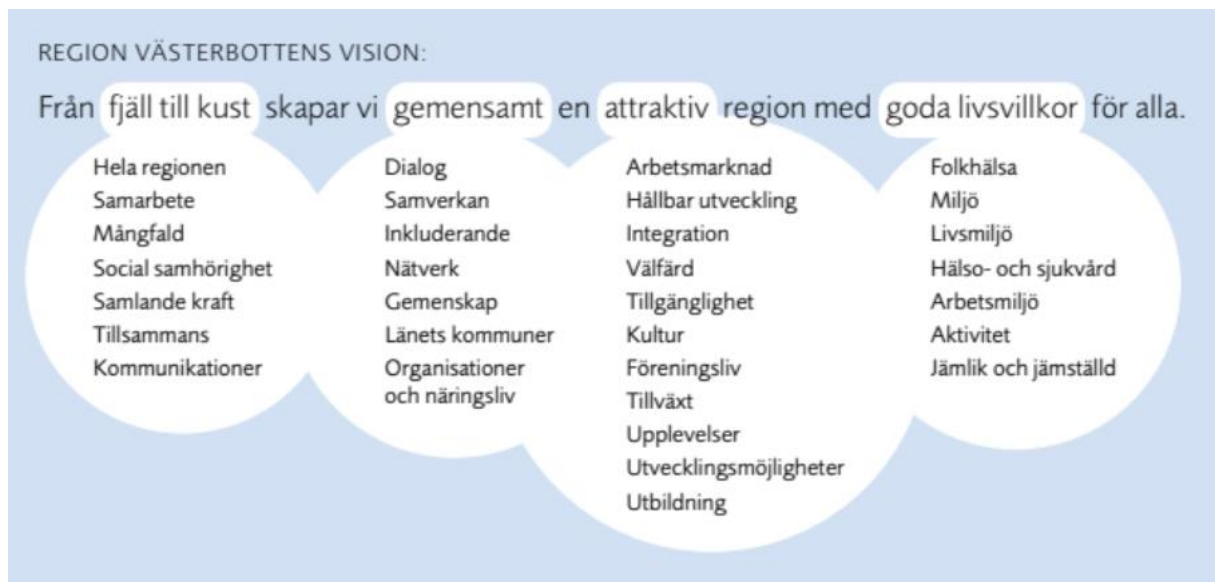 REGION VÄSTERBOTTENS VISION:
Från fjäll till kust skapar vi gemensamt en attraktiv region med goda livsvillkor för alla.
Hela regionen
Samarbete
Mångfald
Social samhörighet
Samlande kraft
Tillsammans
Kommunikationer
Dialog
Samverkan
Inkluderande
Nätverk
Gemenskap
Länets kommuner
Organisationer
och näringsliv
Arbetsmarknad
Hållbar utveckling
Integration
Välfärd
Tillgänglighet
Kultur
Föreningsliv
Tillväxt
Upplevelser
Utvecklingsmöjligheter
Utbildning
Folkhälsa
Miljö
Livsmiljö
Hälso- och sjukvård
Arbetsmiljö
Aktivitet
Jämlik och jämställd